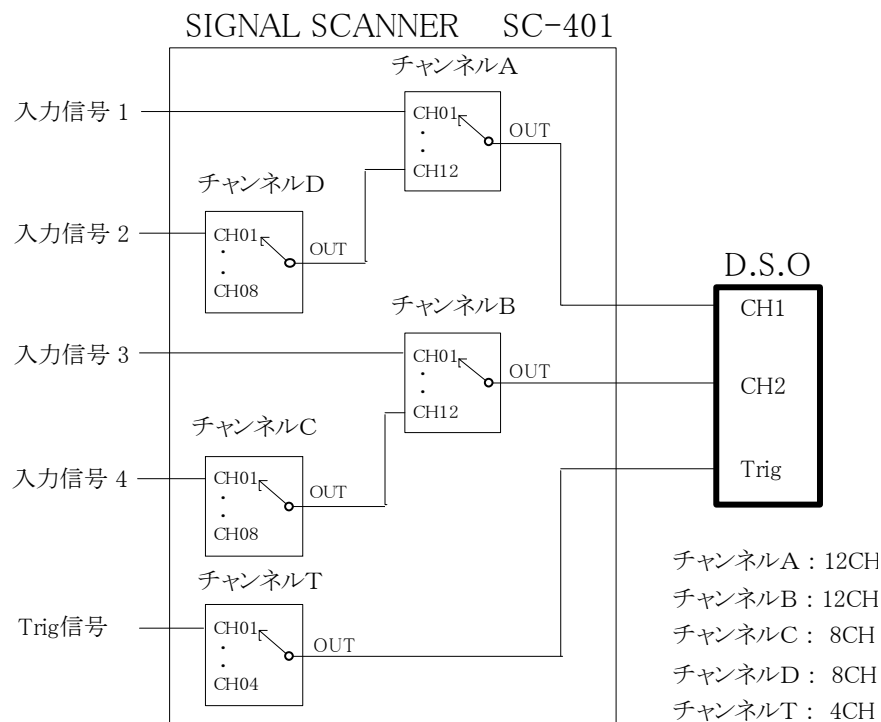 SIGNAL SCANNER SC-401
チャンネルA
入力信号 1
CH01
・
・
CH12
OUT
チャンネルD
入力信号 2
CH01
・
・
CH08
OUT
D.S.O
CH1
CH2
Trig
チャンネルB
入力信号 3
CH01
・
・
CH12
OUT
チャンネルC
入力信号 4
CH01
・
・
CH08
OUT
チャンネルT
Trig信号
CH01
・
・
CH04
OUT
チャンネルA : 12CH
チャンネルB : 12CH
チャンネルC : 8CH
チャンネルD : 8CH
チャンネルT : 4CH